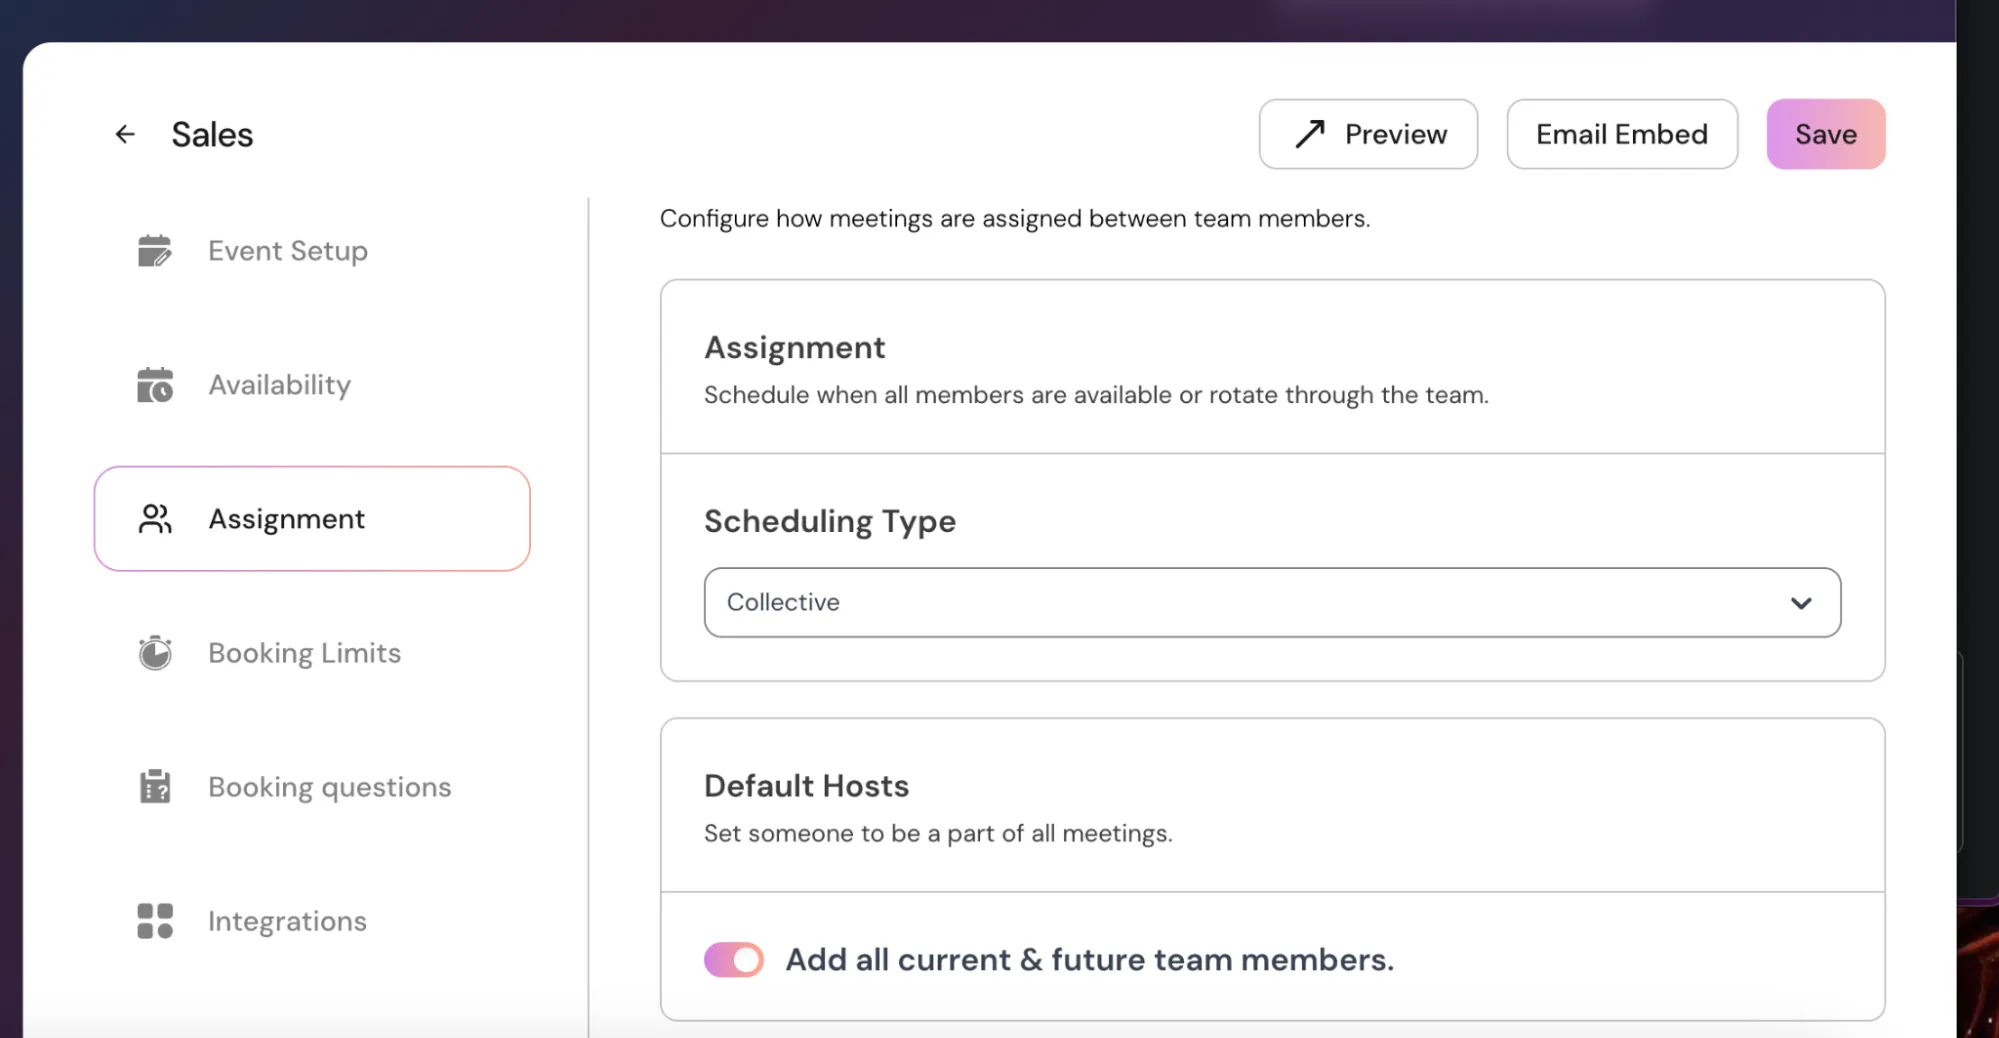 Sales
Preview
Email Embed
Save
Event Setup
Availability
Assignment
Booking Limits
Booking questions
Integrations
Configure how meetings are assigned between team members.
Assignment
Schedule when all members are available or rotate through the team.
Scheduling Type
Collective
Default Hosts
Set someone to be a part of all meetings.
Add all current & future team members.